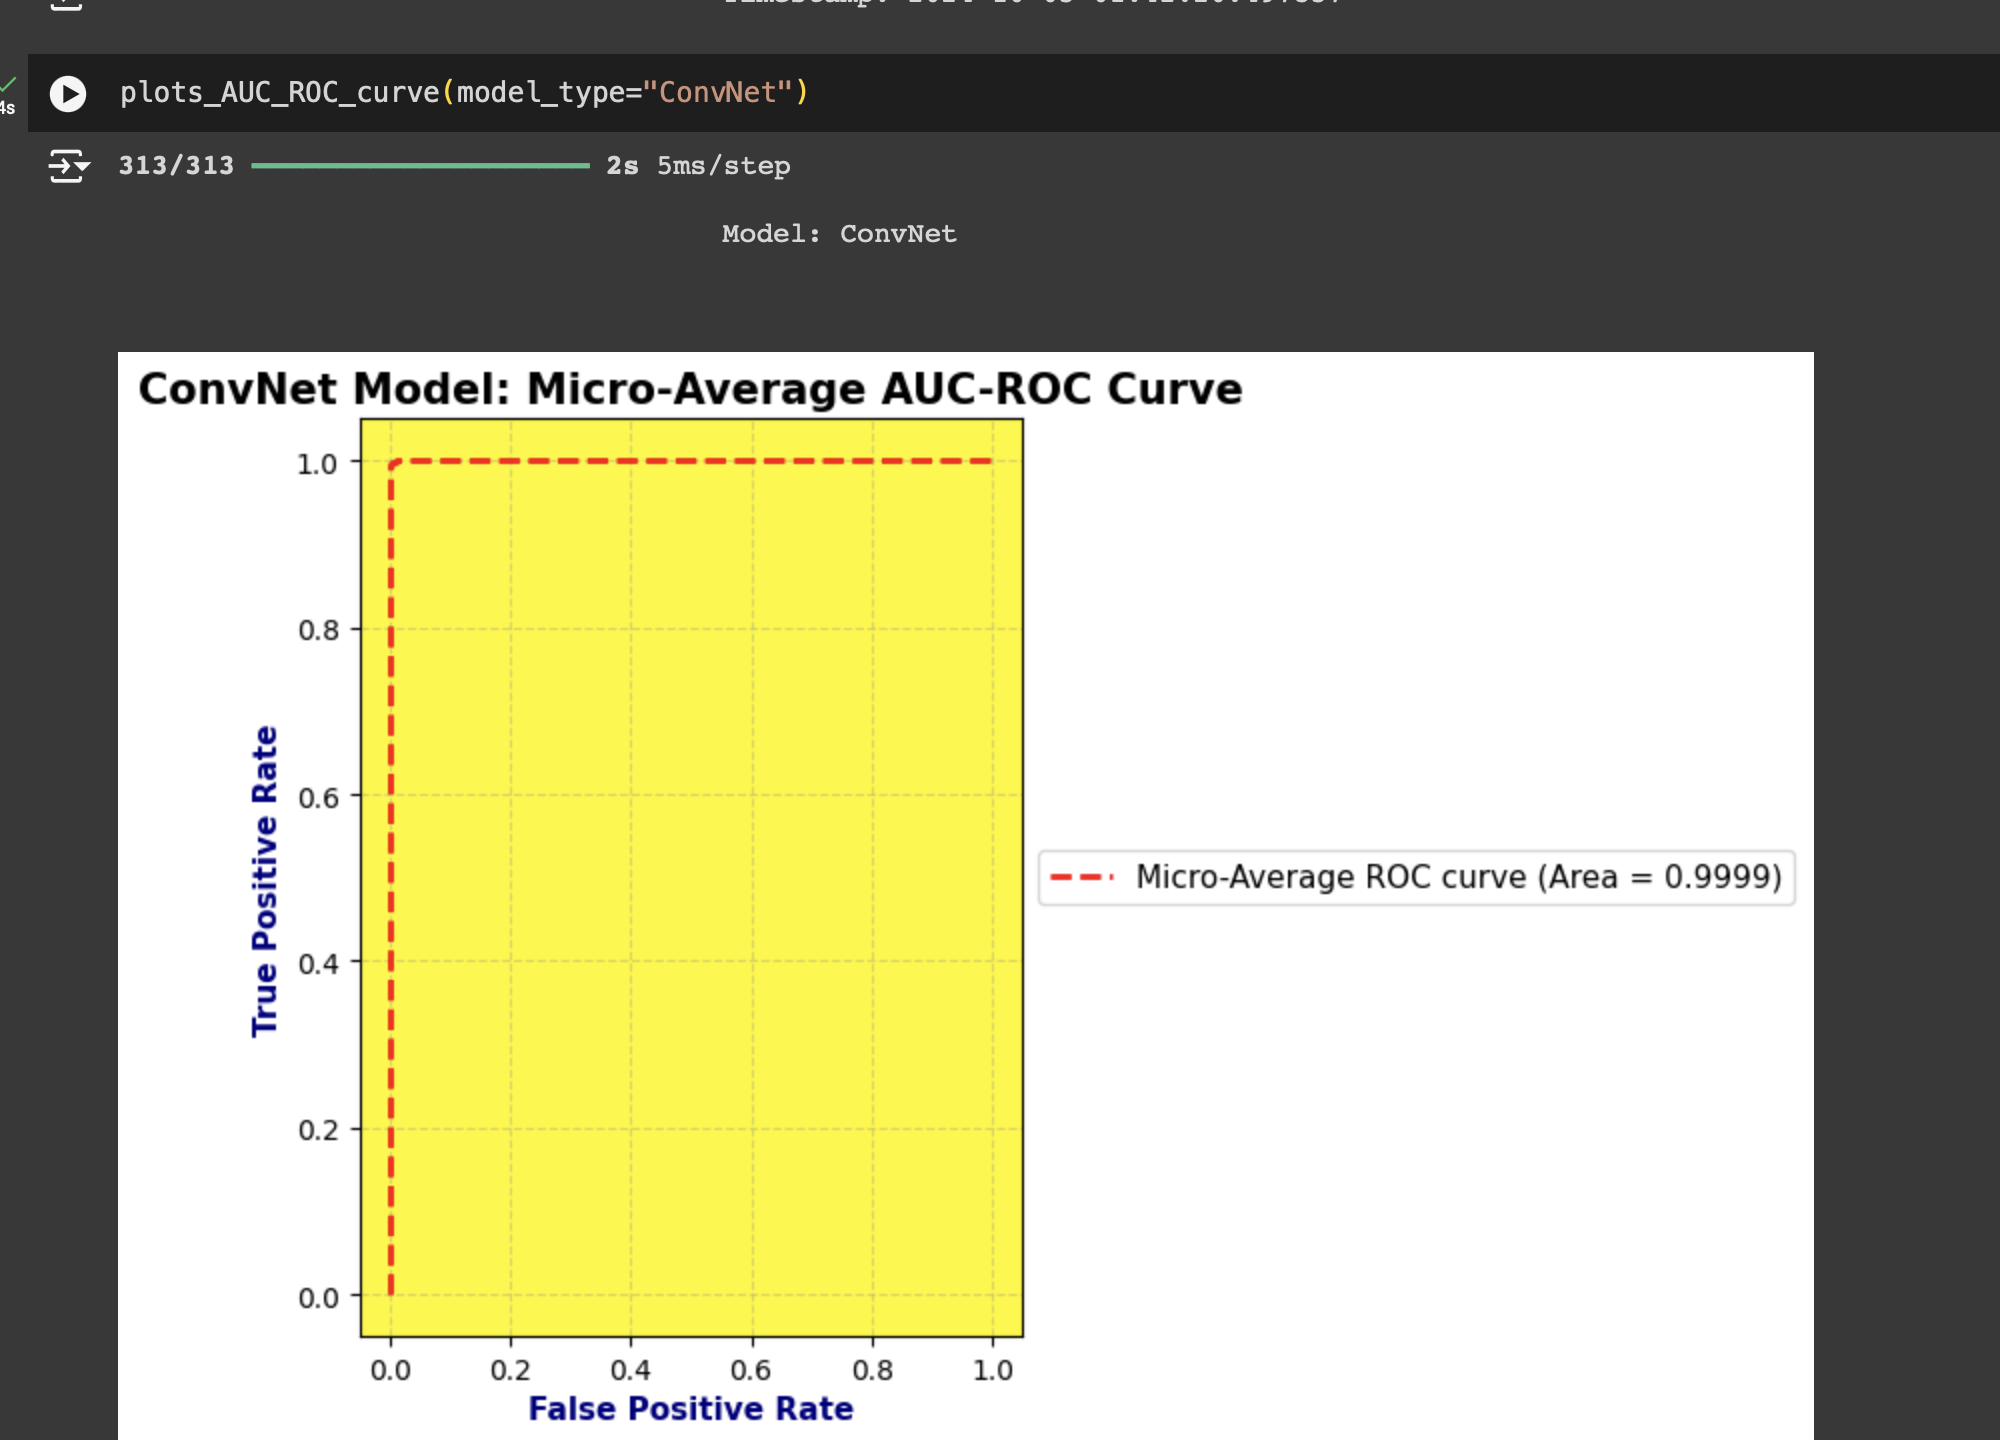 plots_AUC_ROC_curve(model_type="ConvNet")
4s
313/313 2s 5ms/step
Model: ConvNet
ConvNet Model: Micro-Average AUC-ROC Curve
1.0
0.8
0.6
0.4
0.2
0.0
True Positive Rate
Micro-Average ROC curve (Area = 0.9999)
0.0 0.2 0.4 0.6 0.8 1.0
False Positive Rate